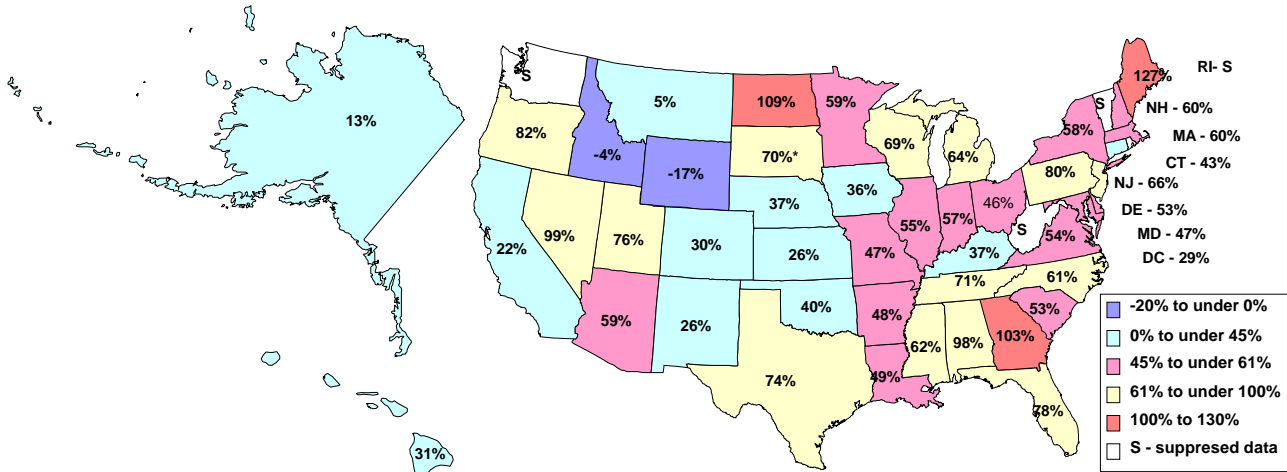 13%
S
5%
109%
59%
127%
RI- S
S
NH - 60%
82%
-4%
-17%
70%*
69%
64%
58%
MA - 60%
CT - 43%
80%
NJ - 66%
37%
36%
55%
57%
46%
S
54%
DE - 53%
MD - 47%
DC - 29%
22%
99%
76%
30%
26%
47%
37%
71%
61%
59%
26%
40%
48%
53%
62%
98%
103%
74%
49%
78%
31%
-20% to under 0%
0% to under 45%
45% to under 61%
61% to under 100%
100% to 130%
S - suppresed data